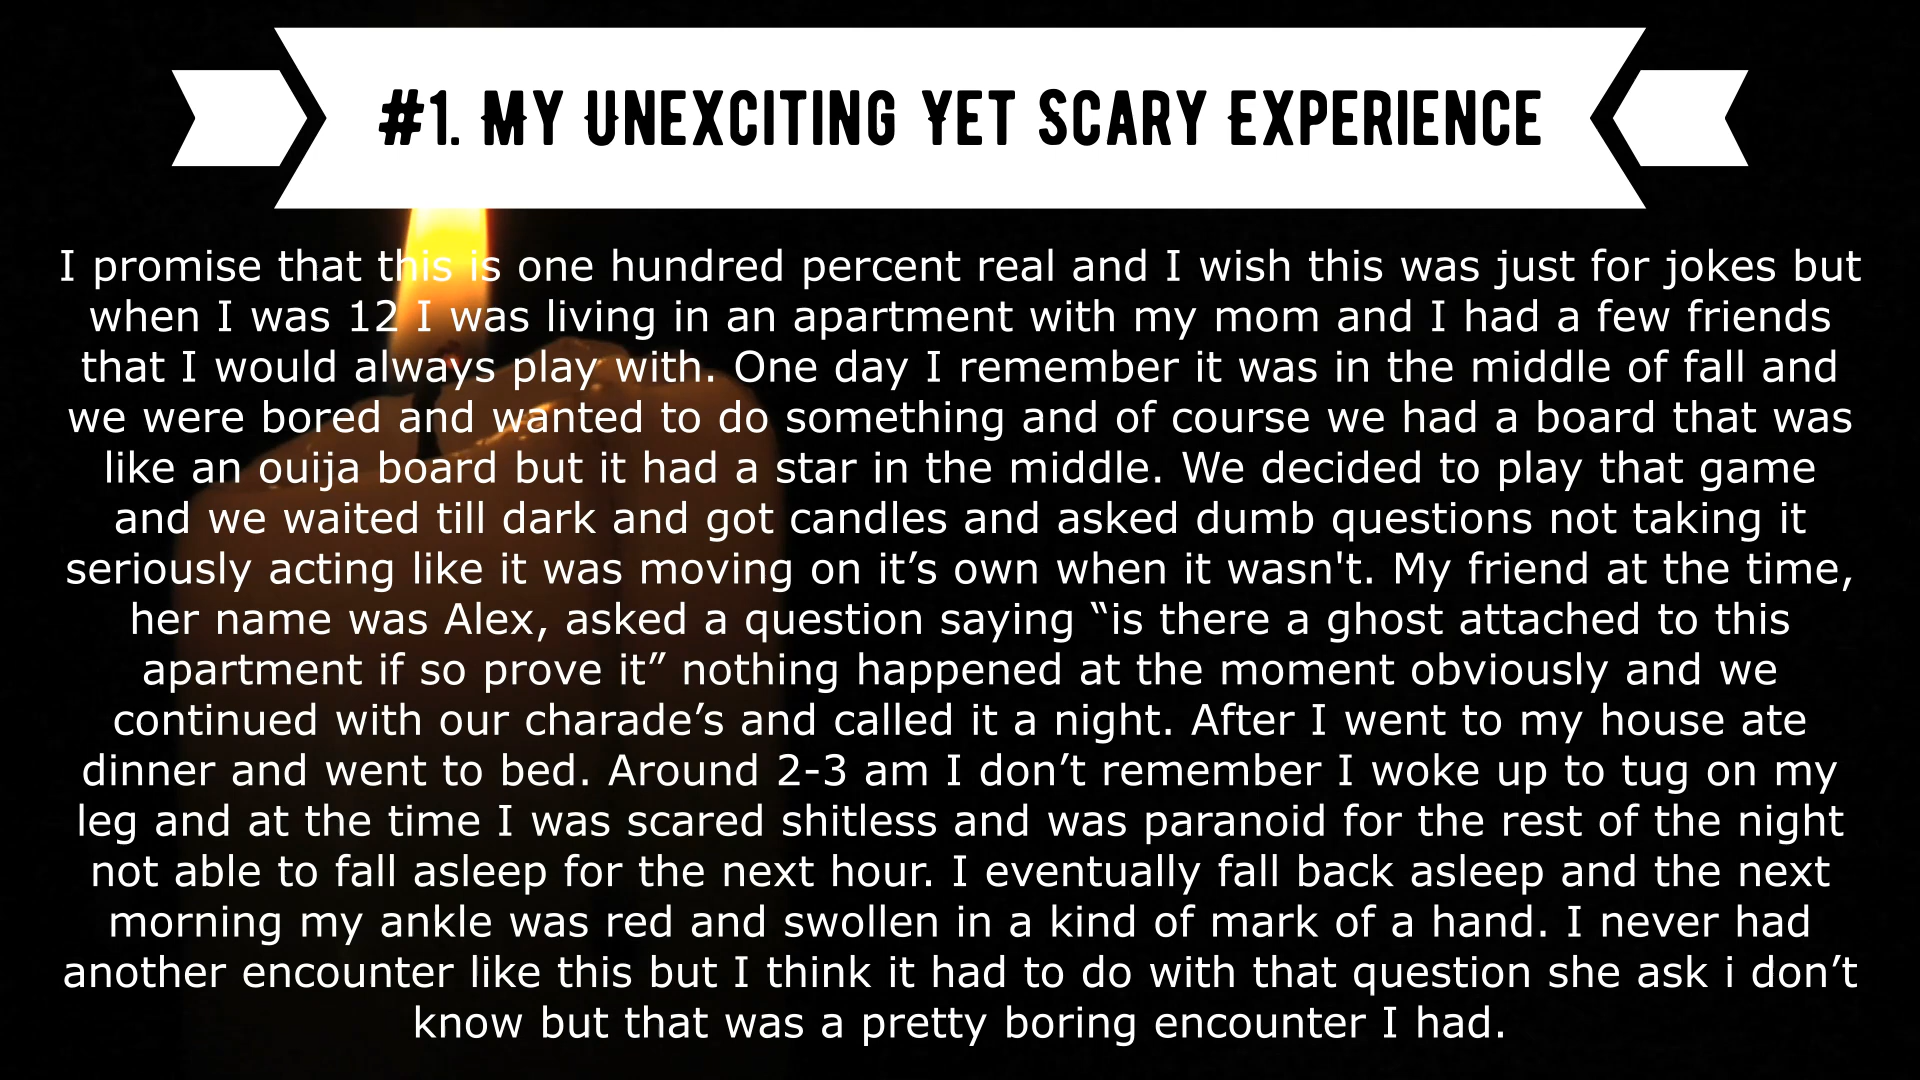 #1. My Unexciting Yet Scary Experience
I promise that this is one hundred percent real and I wish this was just for jokes but
when I was 12 I was living in an apartment with my mom and I had a few friends
that I would always play with. One day I remember it was in the middle of fall and
we were bored and wanted to do something and of course we had a board that was
like an ouija board but it had a star in the middle. We decided to play that game
and we waited till dark and got candles and asked dumb questions not taking it
seriously acting like it was moving on it’s own when it wasn't. My friend at the time,
her name was Alex, asked a question saying “is there a ghost attached to this
apartment if so prove it” nothing happened at the moment obviously and we
continued with our charade’s and called it a night. After I went to my house ate
dinner and went to bed. Around 2-3 am I don’t remember I woke up to tug on my
leg and at the time I was scared shitless and was paranoid for the rest of the night
not able to fall asleep for the next hour. I eventually fall back asleep and the next
morning my ankle was red and swollen in a kind of mark of a hand. I never had
another encounter like this but I think it had to do with that question she ask i don’t
know but that was a pretty boring encounter I had.